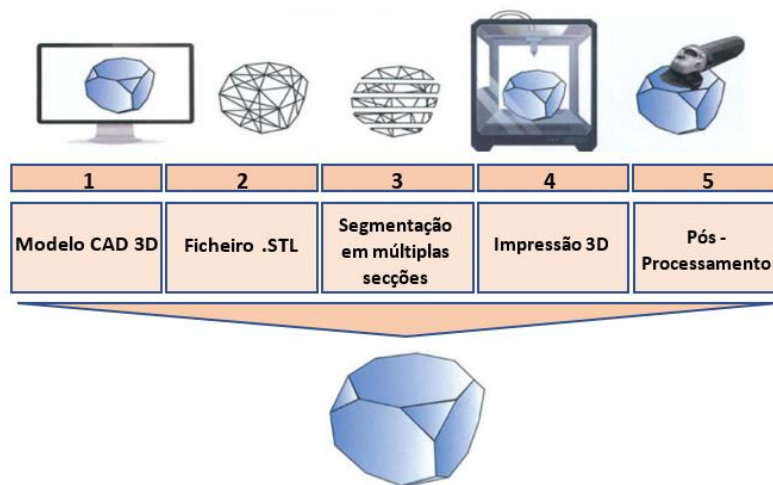 1
2
3
4
5
Modelo CAD 3D
Ficheiro .STL
Segmentação
em múltiplas
secções
Impressão 3D
Pós -
Processamento